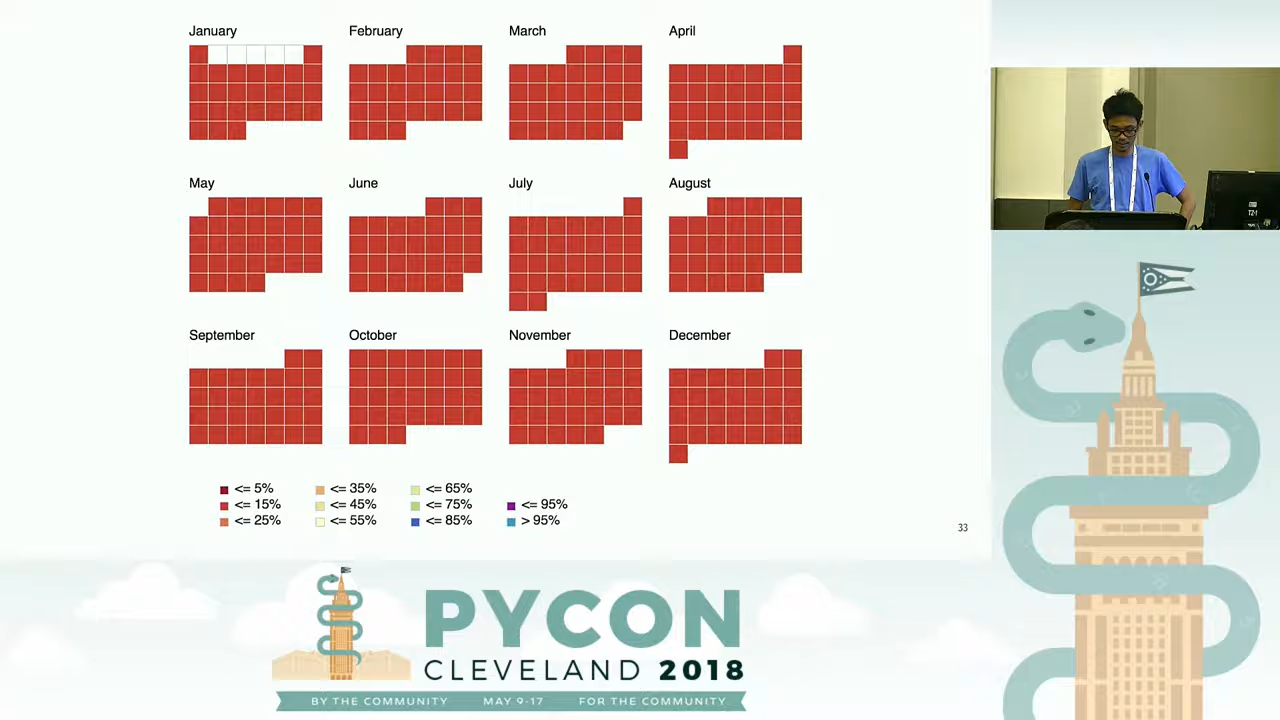 January February March April
May June July August
September October November December
<= 5% <= 35% <= 65%
<= 15% <= 45% <= 75% <= 95%
<= 25% <= 55% <= 85% > 95%
33
PYCON
CLEVELAND 2018
BY THE COMMUNITY MAY 9-17 FOR THE COMMUNITY